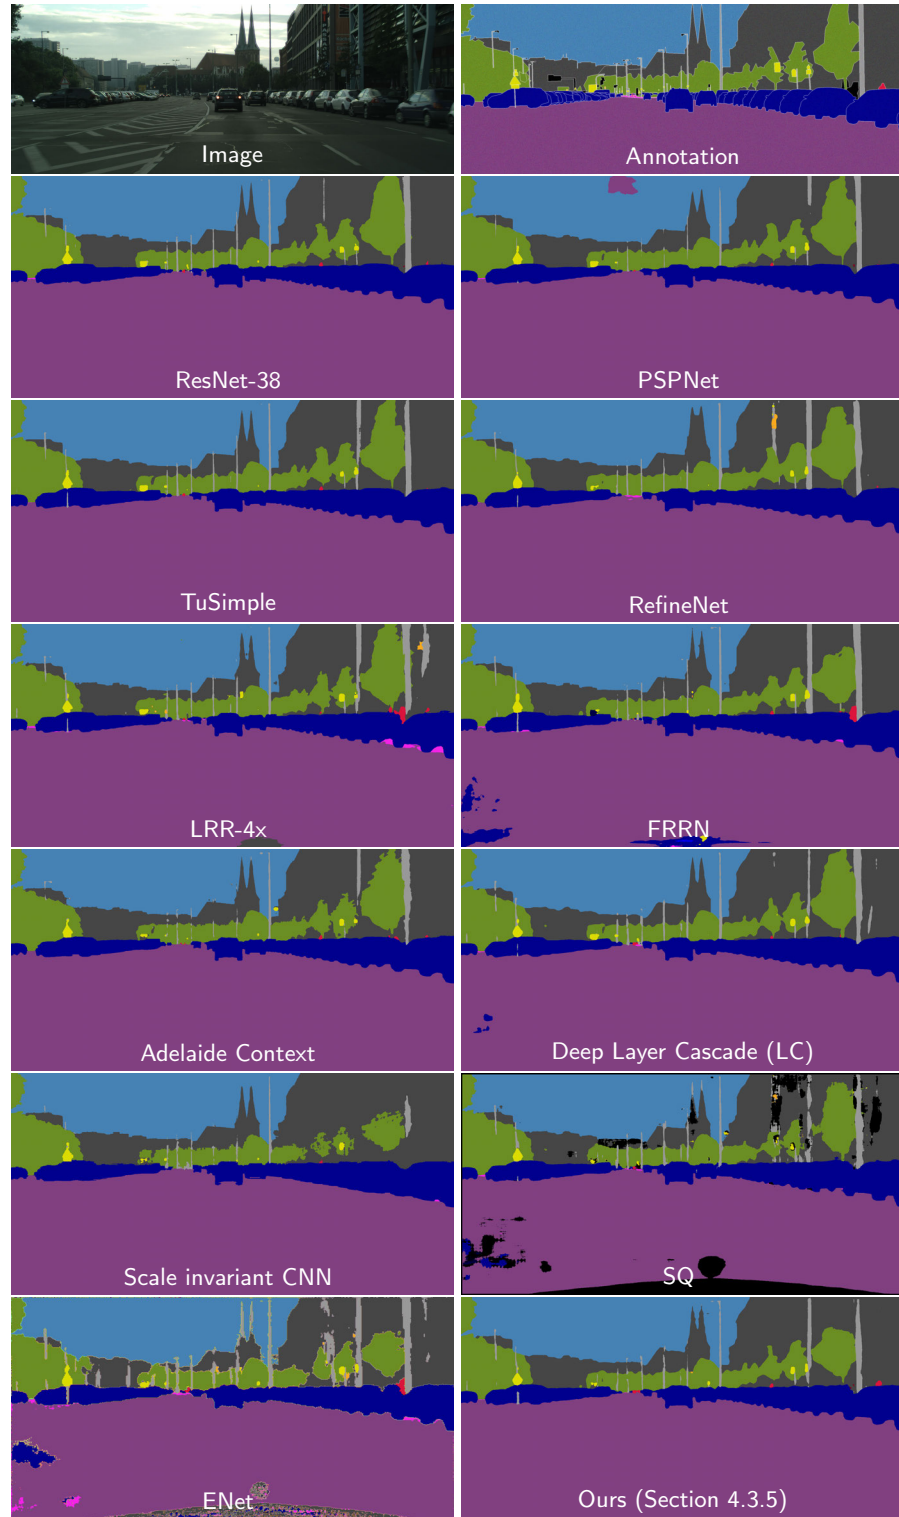 Image
Annotation
ResNet-38
PSPNet
TuSimple
RefineNet
LRR-4x
FRRN
Adelaide Context
Deep Layer Cascade (LC)
Scale invariant CNN
SQ
ENet
Ours (Section 4.3.5)